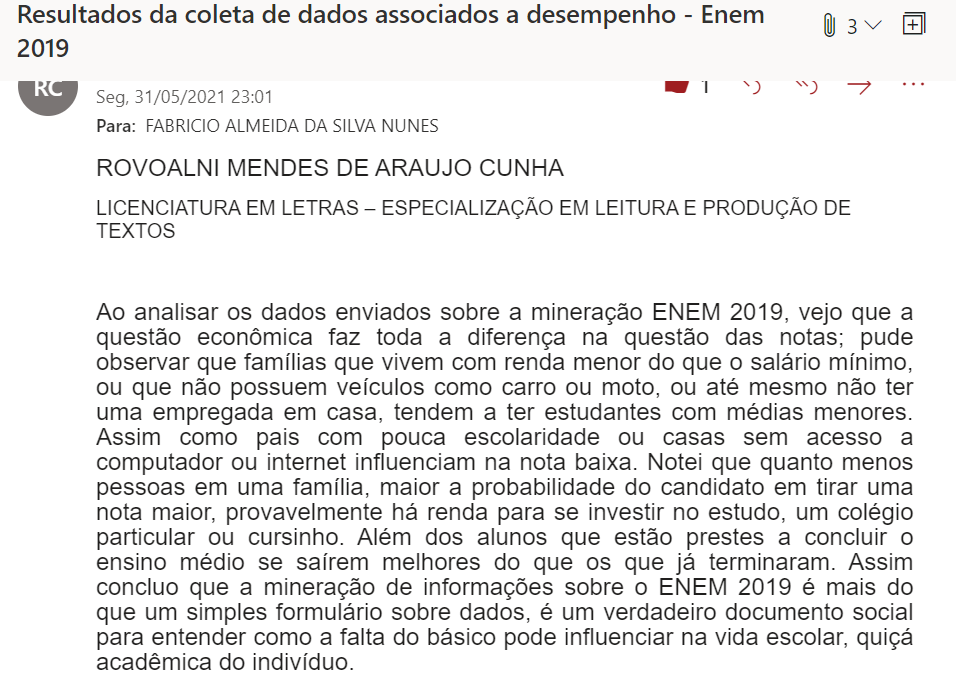 Resultados da coleta de dados associados a desempenho - Enem
2019
3
RC
1
Seg, 31/05/2021 23:01
Para: FABRICIO ALMEIDA DA SILVA NUNES
ROVOALNI MENDES DE ARAUJO CUNHA
LICENCIATURA EM LETRAS – ESPECIALIZAÇÃO EM LEITURA E PRODUÇÃO DE
TEXTOS
Ao analisar os dados enviados sobre a mineração ENEM 2019, vejo que a
questão econômica faz toda a diferença na questão das notas; pude
observar que famílias que vivem com renda menor do que o salário mínimo,
ou que não possuem veículos como carro ou moto, ou até mesmo não ter
uma empregada em casa, tendem a ter estudantes com médias menores.
Assim como pais com pouca escolaridade ou casas sem acesso a
computador ou internet influenciam na nota baixa. Notei que quanto menos
pessoas em uma família, maior a probabilidade do candidato em tirar uma
nota maior, provavelmente há renda para se investir no estudo, um colégio
particular ou cursinho. Além dos alunos que estão prestes a concluir o
ensino médio se saírem melhores do que os que já terminaram. Assim
concluo que a mineração de informações sobre o ENEM 2019 é mais do
que um simples formulário sobre dados, é um verdadeiro documento social
para entender como a falta do básico pode influenciar na vida escolar, quiçá
acadêmica do indivíduo.